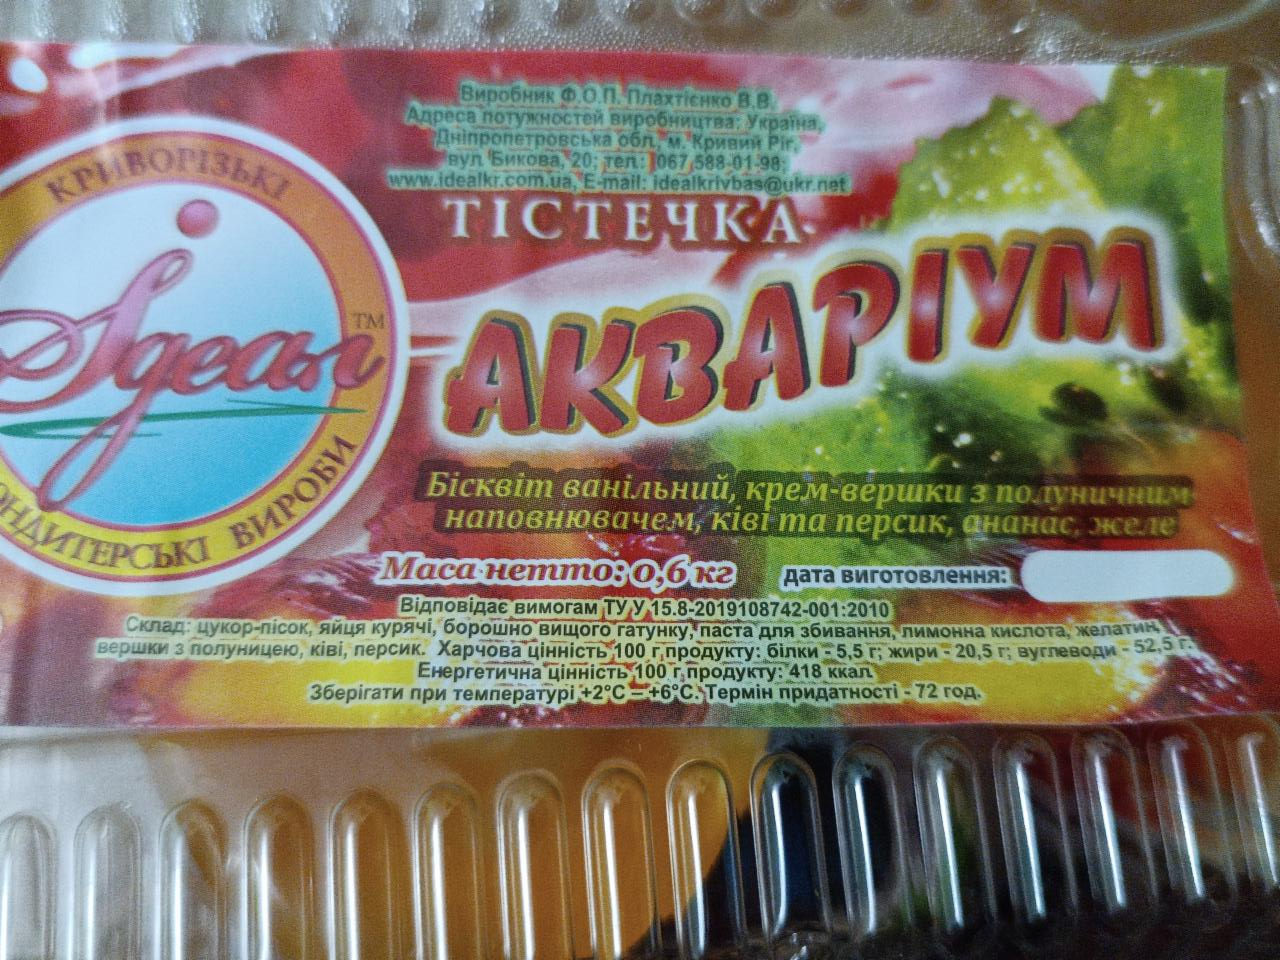 Виробник Ф.О.П. Плахтієнко В.В.
Адреса потужностей виробництва: Україна,
Дніпропетровська обл., м. Кривий Ріг,
вул. Бикова, 20; тел.: 067 588-01-98;
www.idealkr.com.ua, E-mail: idealkrivbas@ukr.net
КРИВОРІЗЬКІ
Ідеал ТМ
ОНДИТЕРСЬКІ ВИРОБИ
ТІСТЕЧКА
АКВАРІУМ
Бісквіт ванільний, крем-вершки з полуничним
наповнювачем, ківі та персик, ананас, желе
Маса нетто: 0,6 кг дата виготовлення:
Відповідає вимогам ТУ У 15.8-2019108742-001:2010
Склад: цукор-пісок, яйця курячі, борошно вищого гатунку, паста для збивання, лимонна кислота, желатин,
вершки з полуницею, ківі, персик. Харчова цінність 100 г продукту: білки - 5,5 г; жири - 20,5 г; вуглеводи - 52,5 г.
Енергетична цінність 100 г продукту: 418 ккал
Зберігати при температурі +2°С – +6°С. Термін придатності - 72 год.